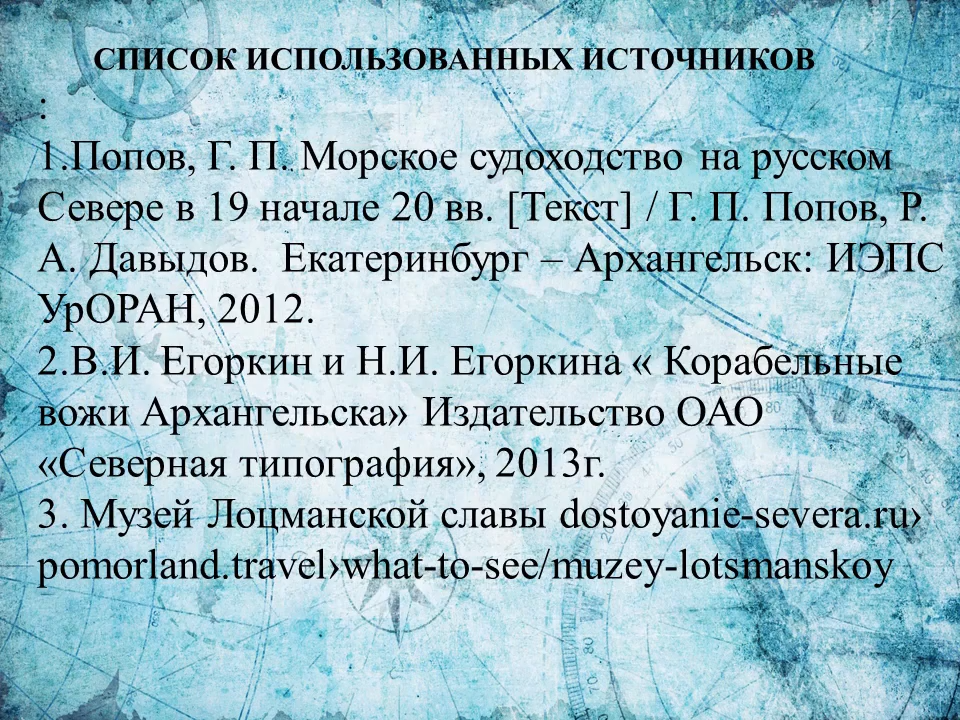 СПИСОК ИСПОЛЬЗОВАННЫХ ИСТОЧНИКОВ
:
1.Попов, Г. П. Морское судоходство на русском
Севере в 19 начале 20 вв. [Текст] / Г. П. Попов, Р.
А. Давыдов. Екатеринбург – Архангельск: ИЭПС
УрОРАН, 2012.
2.В.И. Егоркин и Н.И. Егоркина « Корабельные
вожи Архангельска» Издательство ОАО
«Северная типография», 2013г.
3. Музей Лоцманской славы dostoyanie-severa.ru›
pomorland.travel›what-to-see/muzey-lotsmanskoy